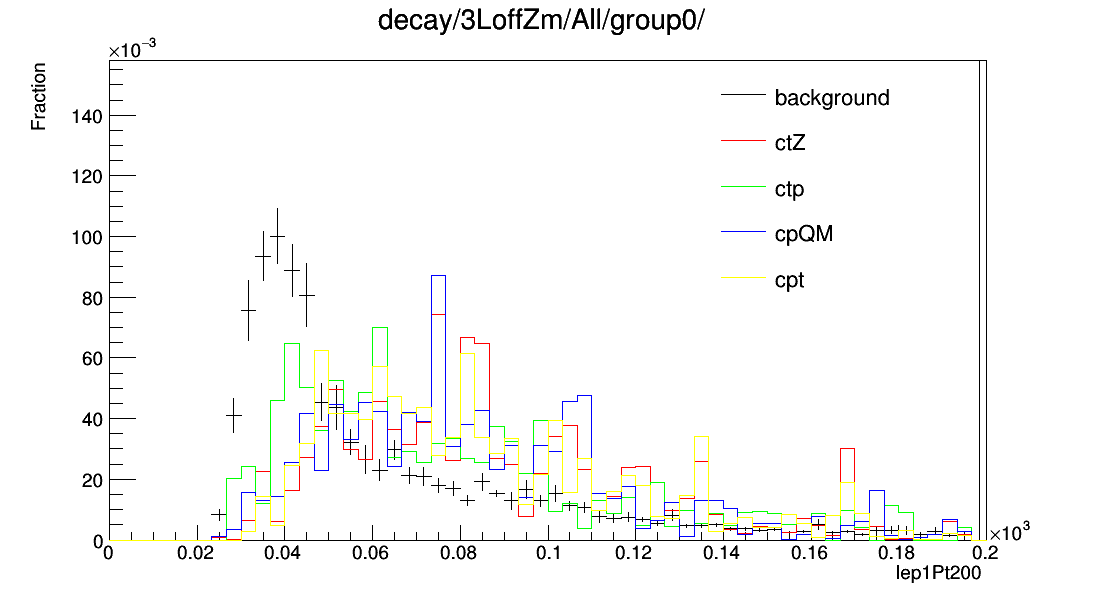 decay/3LoffZm/All/group0/
×10⁻³
Fraction
background
ctZ
ctp
cpQM
cpt
140
120
100
80
60
40
20
0
0 0.02 0.04 0.06 0.08 0.1 0.12 0.14 0.16 0.18 0.2
×10³
lep1Pt200